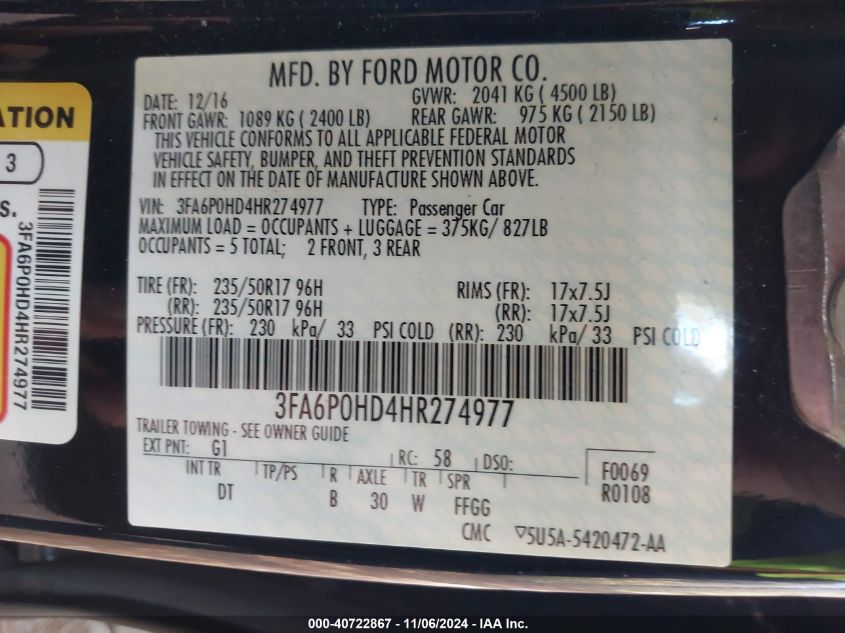 MFD. BY FORD MOTOR CO.
DATE: 12/16 GVWR: 2041 KG ( 4500 LB)
FRONT GAWR: 1089 KG ( 2400 LB) REAR GAWR: 975 KG ( 2150 LB)
THIS VEHICLE CONFORMS TO ALL APPLICABLE FEDERAL MOTOR
VEHICLE SAFETY, BUMPER, AND THEFT PREVENTION STANDARDS
IN EFFECT ON THE DATE OF MANUFACTURE SHOWN ABOVE.
VIN: 3FA6P0HD4HR274977 TYPE: Passenger Car
MAXIMUM LOAD = OCCUPANTS + LUGGAGE = 375KG/ 827LB
OCCUPANTS = 5 TOTAL; 2 FRONT, 3 REAR
TIRE (FR): 235/50R17 96H RIMS (FR): 17x7.5J
(RR): 235/50R17 96H (RR): 17x7.5J
PRESSURE (FR): 230 kPa/ 33 PSI COLD (RR): 230 kPa/ 33 PSI COLD
3FA6P0HD4HR274977
TRAILER TOWING - SEE OWNER GUIDE
EXT PNT: G1 RC: 58 DSO: F0069
INT TR TP/PS R AXLE TR SPR R0108
DT B 30 W FFGG
CMC ▽5U5A-5420472-AA
ATION
3
S.
3FA6P0HD4HR274977
000-40722867 - 11/06/2024 - IAA Inc.